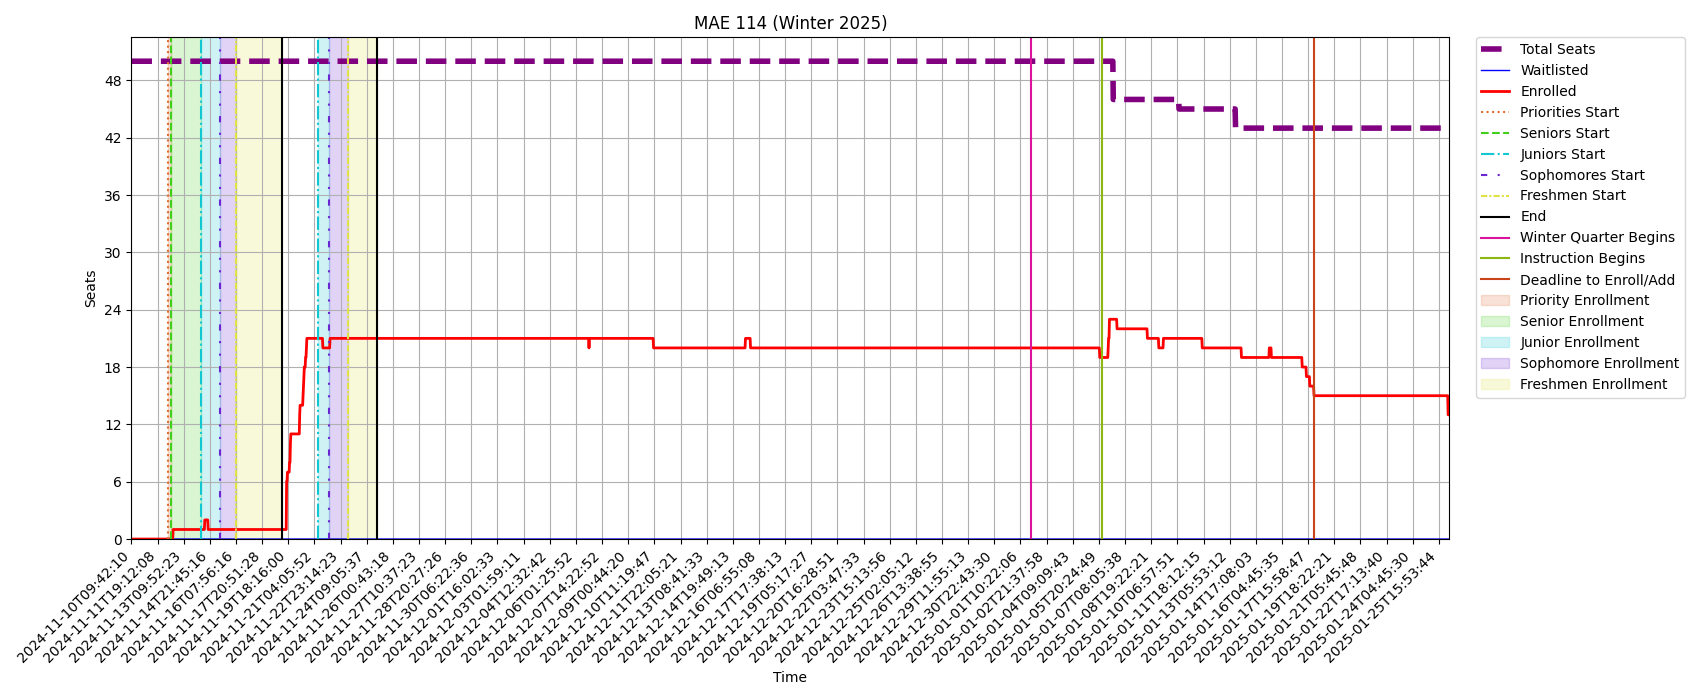 MAE 114 (Winter 2025)
Seats
48
42
36
30
24
18
12
6
0
2024-11-10T09:42:10
2024-11-11T19:12:08
2024-11-13T09:52:23
2024-11-14T21:45:16
2024-11-16T07:56:16
2024-11-17T20:51:28
2024-11-19T18:16:00
2024-11-21T04:05:52
2024-11-22T23:14:23
2024-11-24T09:05:37
2024-11-26T00:43:18
2024-11-27T10:37:23
2024-11-28T20:27:26
2024-11-30T06:22:36
2024-12-01T16:02:33
2024-12-03T01:59:11
2024-12-04T12:32:42
2024-12-06T01:25:52
2024-12-07T14:22:52
2024-12-09T00:44:20
2024-12-10T11:19:47
2024-12-11T22:05:21
2024-12-13T08:41:33
2024-12-14T19:49:13
2024-12-16T06:55:08
2024-12-17T17:38:13
2024-12-19T05:17:27
2024-12-20T16:28:51
2024-12-22T03:47:33
2024-12-23T15:13:56
2024-12-25T02:05:12
2024-12-26T13:38:55
2024-12-29T11:55:13
2024-12-30T22:43:30
2025-01-01T10:22:06
2025-01-02T21:37:58
2025-01-04T09:09:43
2025-01-05T20:24:49
2025-01-07T08:05:38
2025-01-08T19:22:21
2025-01-10T06:57:51
2025-01-11T18:12:15
2025-01-13T05:53:12
2025-01-14T17:08:03
2025-01-16T04:45:35
2025-01-17T15:58:47
2025-01-19T18:22:21
2025-01-21T05:45:48
2025-01-22T17:13:40
2025-01-24T04:45:30
2025-01-25T15:53:44
Time
Total Seats
Waitlisted
Enrolled
Priorities Start
Seniors Start
Juniors Start
Sophomores Start
Freshmen Start
End
Winter Quarter Begins
Instruction Begins
Deadline to Enroll/Add
Priority Enrollment
Senior Enrollment
Junior Enrollment
Sophomore Enrollment
Freshmen Enrollment